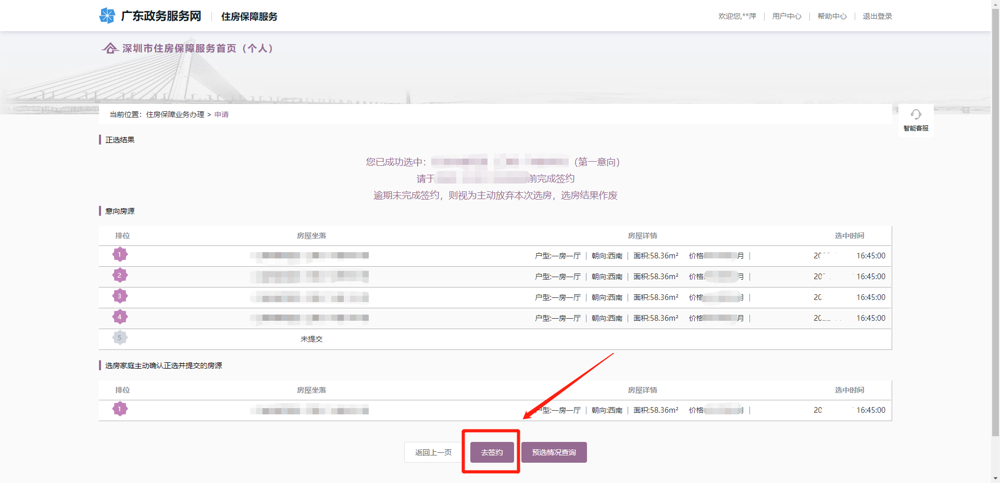 广东政务服务网 住房保障服务 欢迎您,**萍 用户中心 帮助中心 退出登录
深圳市住房保障服务首页（个人）
当前位置：住房保障业务办理 > 申请
智能客服
正选结果
您已成功选中： （第一意向）
请于 前完成签约
逾期未完成签约，则视为主动放弃本次选房，选房结果作废
意向房源
排位 房屋坐落 房屋详情 选中时间
1 户型:一房一厅 朝向:西南 面积:58.36m² 价格 月 16:45:00
2 户型:一房一厅 朝向:西南 面积:58.36m² 价格 月 16:45:00
3 户型:一房一厅 朝向:西南 面积:58.36m² 价格 月 16:45:00
4 户型:一房一厅 朝向:西南 面积:58.36m² 价格 月 16:45:00
5 未提交
选房家庭主动确认正选并提交的房源
排位 房屋坐落 房屋详情 选中时间
1 户型:一房一厅 朝向:西南 面积:58.36m² 价格 月 16:45:00
返回上一页 去签约 预选情况查询